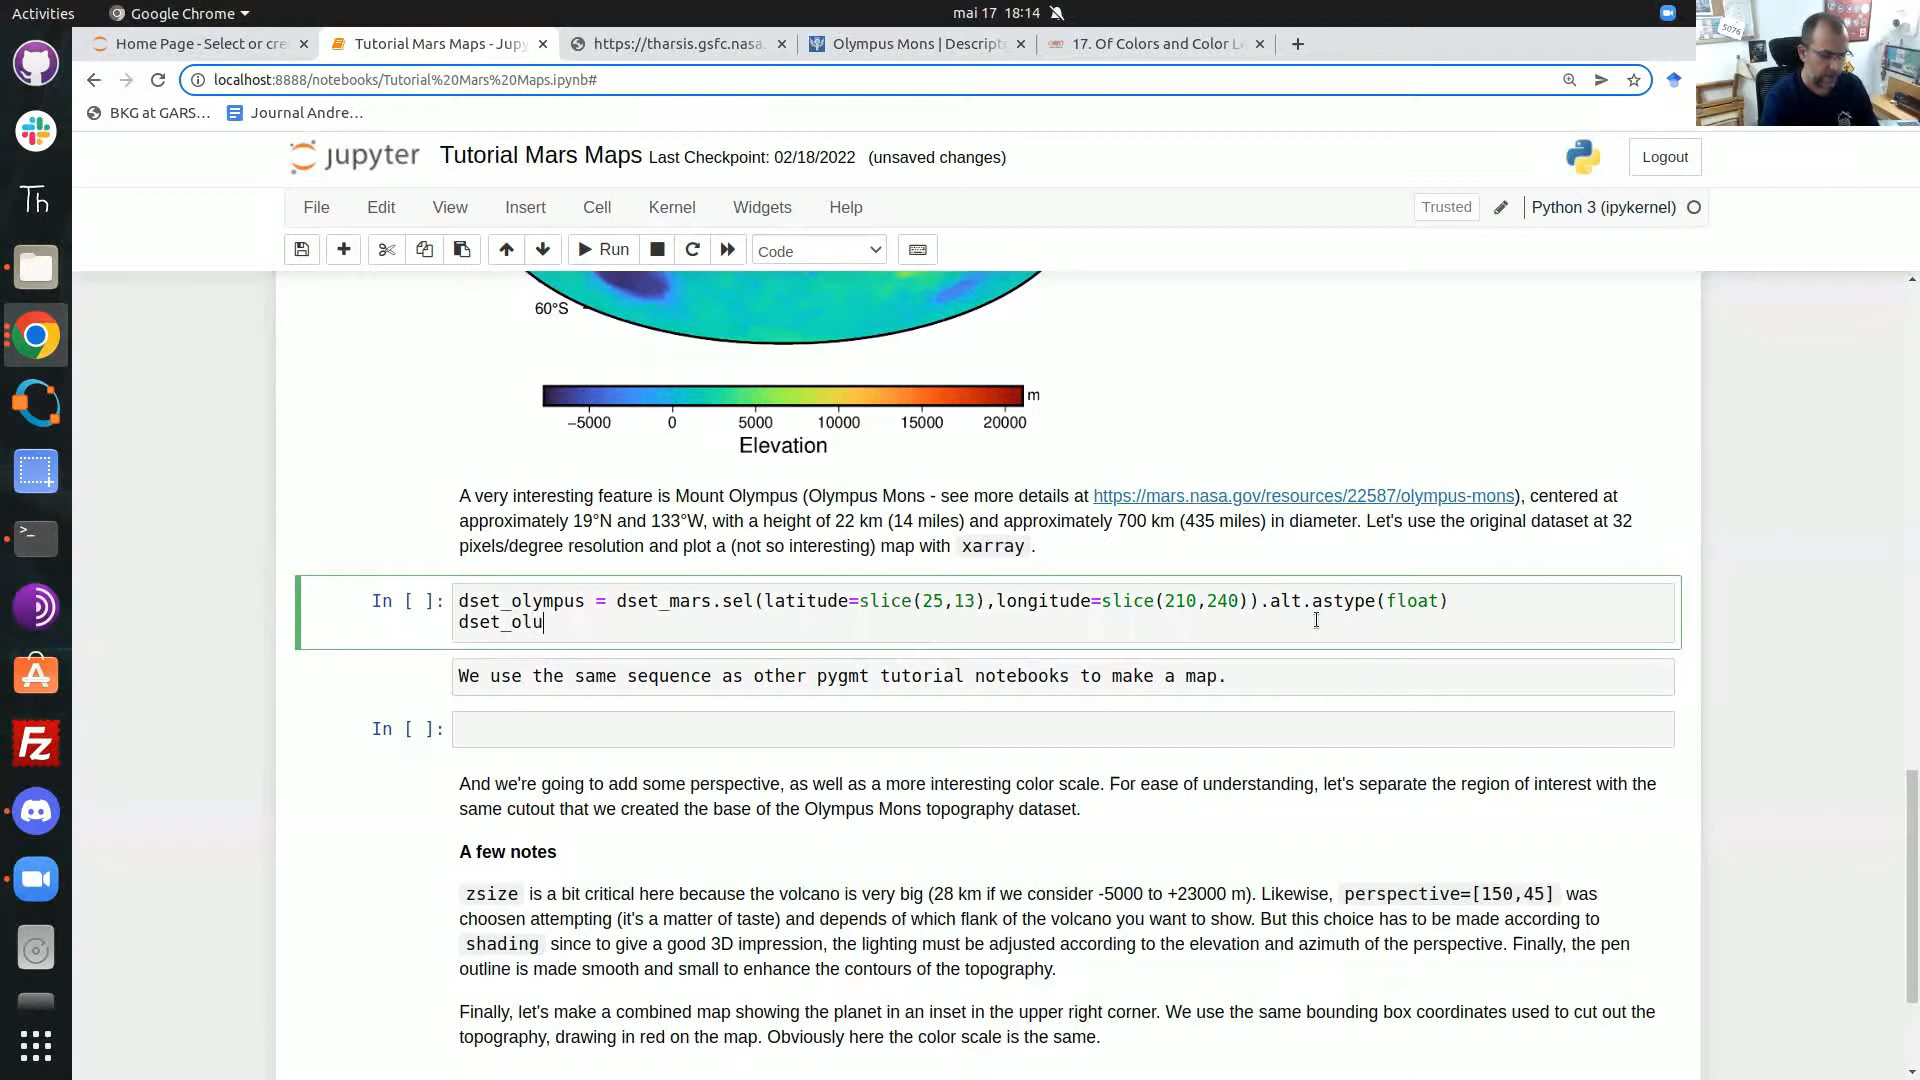 Activities
Google Chrome
mai 17 18:14
5076
Home Page - Select or cre
Tutorial Mars Maps - Jupy
https://tharsis.gsfc.nasa.
Olympus Mons | Descript
17. Of Colors and Color Le
localhost:8888/notebooks/Tutorial%20Mars%20Maps.ipynb#
BKG at GARS...
Journal Andre...
Th
jupyter
Tutorial Mars Maps Last Checkpoint: 02/18/2022 (unsaved changes)
Logout
File Edit View Insert Cell Kernel Widgets Help
Trusted
Python 3 (ipykernel)
Run
Code
60°S
m
−5000 0 5000 10000 15000 20000
Elevation
A very interesting feature is Mount Olympus (Olympus Mons - see more details at https://mars.nasa.gov/resources/22587/olympus-mons), centered at
approximately 19°N and 133°W, with a height of 22 km (14 miles) and approximately 700 km (435 miles) in diameter. Let's use the original dataset at 32
pixels/degree resolution and plot a (not so interesting) map with xarray .
In [ ]: dset_olympus = dset_mars.sel(latitude=slice(25,13),longitude=slice(210,240)).alt.astype(float)
dset_olu
We use the same sequence as other pygmt tutorial notebooks to make a map.
In [ ]:
And we're going to add some perspective, as well as a more interesting color scale. For ease of understanding, let's separate the region of interest with the
same cutout that we created the base of the Olympus Mons topography dataset.
A few notes
zsize is a bit critical here because the volcano is very big (28 km if we consider -5000 to +23000 m). Likewise, perspective=[150,45] was
choosen attempting (it's a matter of taste) and depends of which flank of the volcano you want to show. But this choice has to be made according to
shading since to give a good 3D impression, the lighting must be adjusted according to the elevation and azimuth of the perspective. Finally, the pen
outline is made smooth and small to enhance the contours of the topography.
Finally, let's make a combined map showing the planet in an inset in the upper right corner. We use the same bounding box coordinates used to cut out the
topography, drawing in red on the map. Obviously here the color scale is the same.